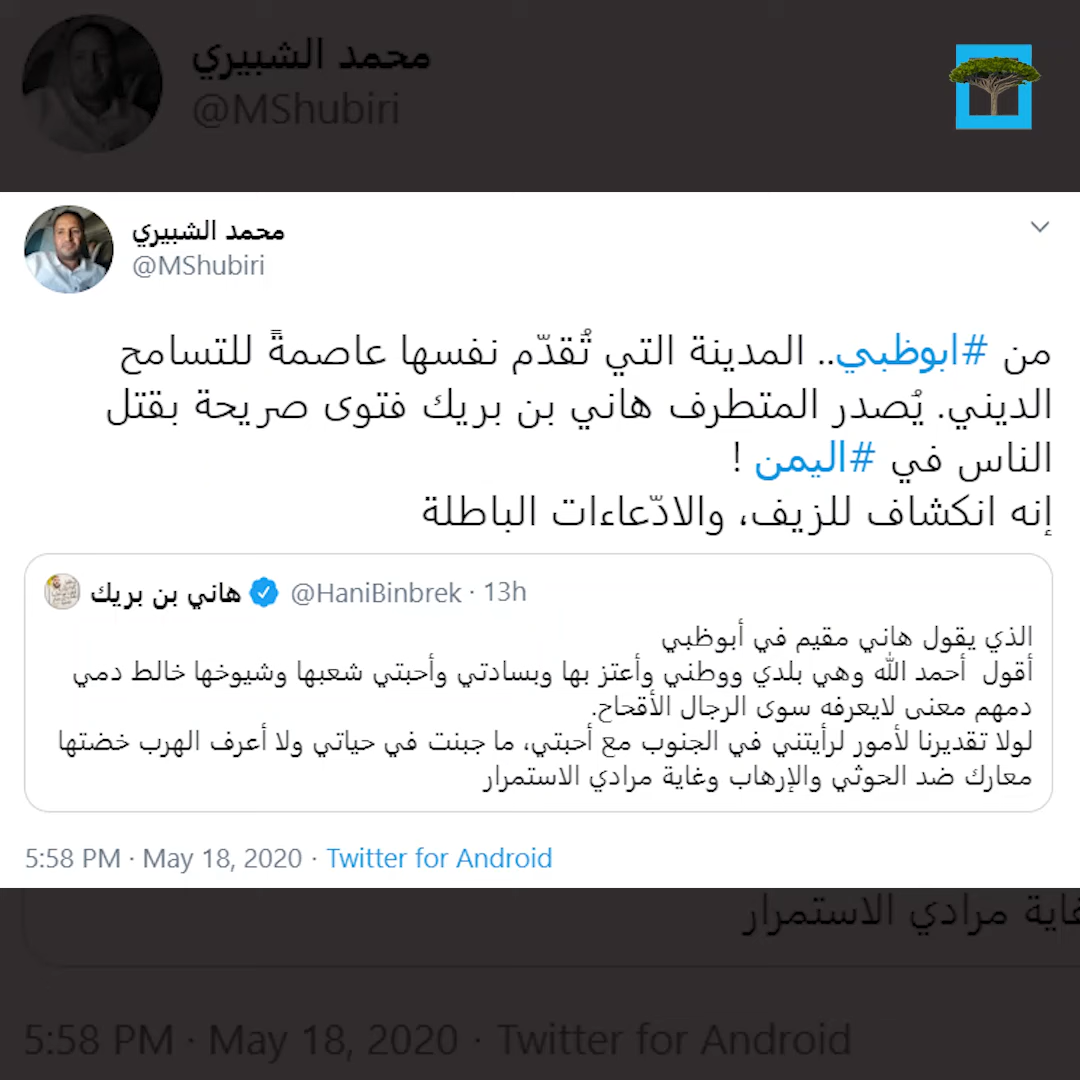 محمد الشبيري
@MShubiri
محمد الشبيري
@MShubiri
من #ابوظبي.. المدينة التي تُقدّم نفسها عاصمةً للتسامح
الديني. يُصدر المتطرف هاني بن بريك فتوى صريحة بقتل
الناس في #اليمن !
إنه انكشاف للزيف، والادّعاءات الباطلة
هاني بن بريك @HaniBinbrek · 13h
الذي يقول هاني مقيم في أبوظبي
أقول أحمد الله وهي بلدي ووطني وأعتز بها وبسادتي وأحبتي شعبها وشيوخها خالط دمي
دمهم معنى لايعرفه سوى الرجال الأقحاح.
لولا تقديرنا لأمور لرأيتني في الجنوب مع أحبتي، ما جبنت في حياتي ولا أعرف الهرب خضتها
معارك ضد الحوثي والإرهاب وغاية مرادي الاستمرار
5:58 PM · May 18, 2020 · Twitter for Android
غاية مرادي الاستمرار
5:58 PM · May 18, 2020 · Twitter for Android